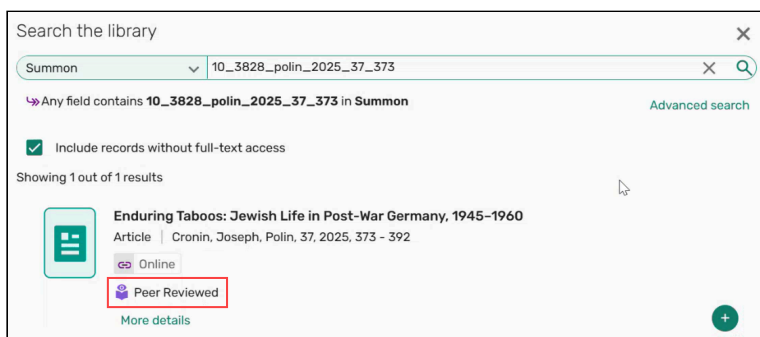 Search the library
Summon 10_3828_polin_2025_37_373
Any field contains 10_3828_polin_2025_37_373 in Summon
Advanced search
Include records without full-text access
Showing 1 out of 1 results
Enduring Taboos: Jewish Life in Post-War Germany, 1945–1960
Article | Cronin, Joseph, Polin, 37, 2025, 373 - 392
Online
Peer Reviewed
More details